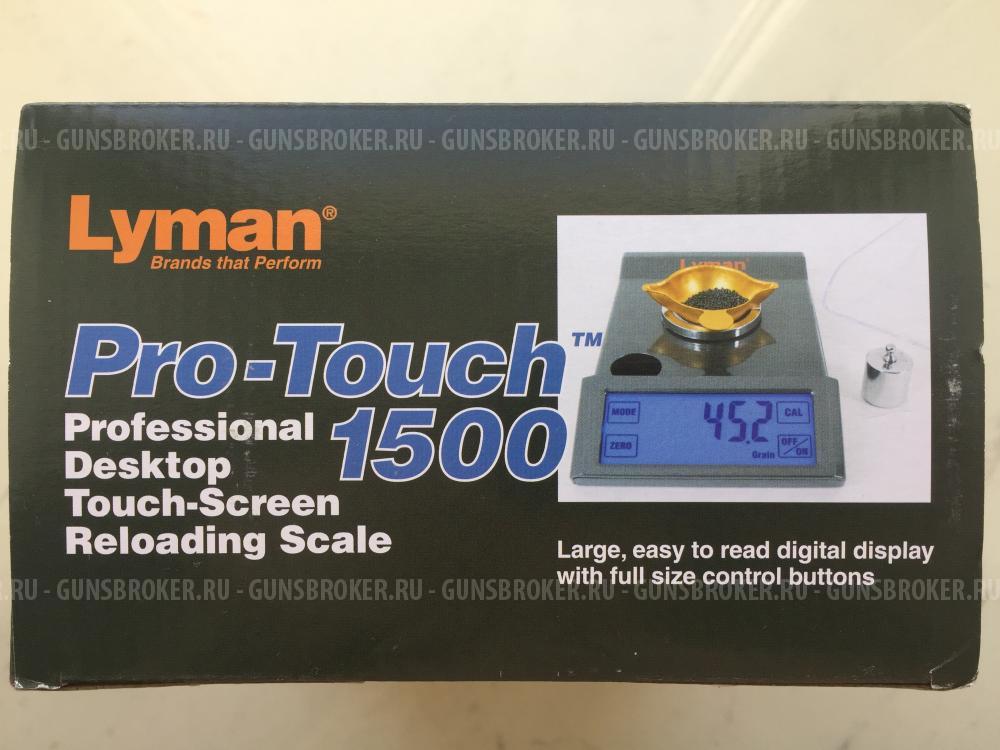 .RU - GUNSBROKER.RU - GUNSBROKER.RU - GUNSBROKER.RU - GUNSBROKER.RU - GUNSBROKER.RU
Lyman®
Brands that Perform
Pro-Touch™
1500
Professional
Desktop
Touch-Screen
Reloading Scale
Lyman
MODE
45.2
CAL
ZERO
Grain
OFF/ON
Large, easy to read digital display
with full size control buttons
.RU - GUNSBROKER.RU - GUNSBROKER.RU - GUNSBROKER.RU - GUNSBROKER.RU - GUNSBROKER.RU